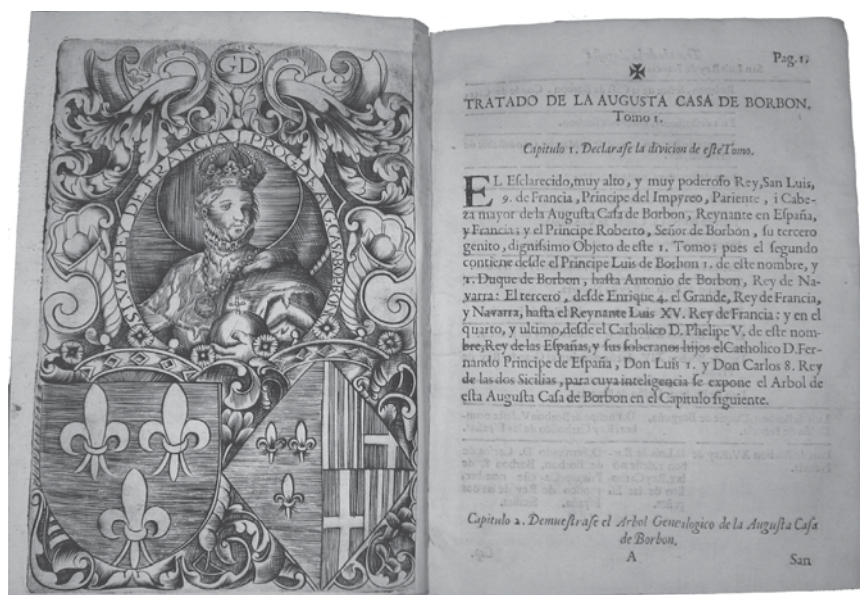 GD
REY DE FRANCIA
Pag. 1.
✠
TRATADO DE LA AUGUSTA CASA DE BORBON.
Tomo 1.
Capitulo 1. Declarase la divicion de este Tomo.
EL Esclarecido, muy alto, y muy poderoso Rey, San Luis,
9. de Francia, Principe del Impyreo, Pariente, i Cabe-
za mayor de la Augusta Casa de Borbon, Reynante en España,
y Francia; y el Principe Roberto, Señor de Borbon, su tercero
genito, dignissimo Objeto de este 1. Tomo; pues el segundo
contiene desde el Principe Luis de Borbon 1. de este nombre, y
1. Duque de Borbon, hasta Antonio de Borbon, Rey de Na-
varra: El tercero, desde Enrique 4. el Grande, Rey de Francia,
y Navarra, hasta el Reynante Luis XV. Rey de Francia: y en el
quarto, y ultimo, desde el Catholico D. Phelipe V. de este nom-
bre, Rey de las Españas, y sus soberanos hijos el Catholico D. Fer-
nando Principe de España, Don Luis 1. y Don Carlos 8. Rey
de las dos Sicilias, para cuya inteligencia se expone el Arbol de
esta Augusta Casa de Borbon en el Capitulo siguiente.
Capitulo 2. Demuestrase el Arbol Genealogico de la Augusta Casa
de Borbon.
A
San